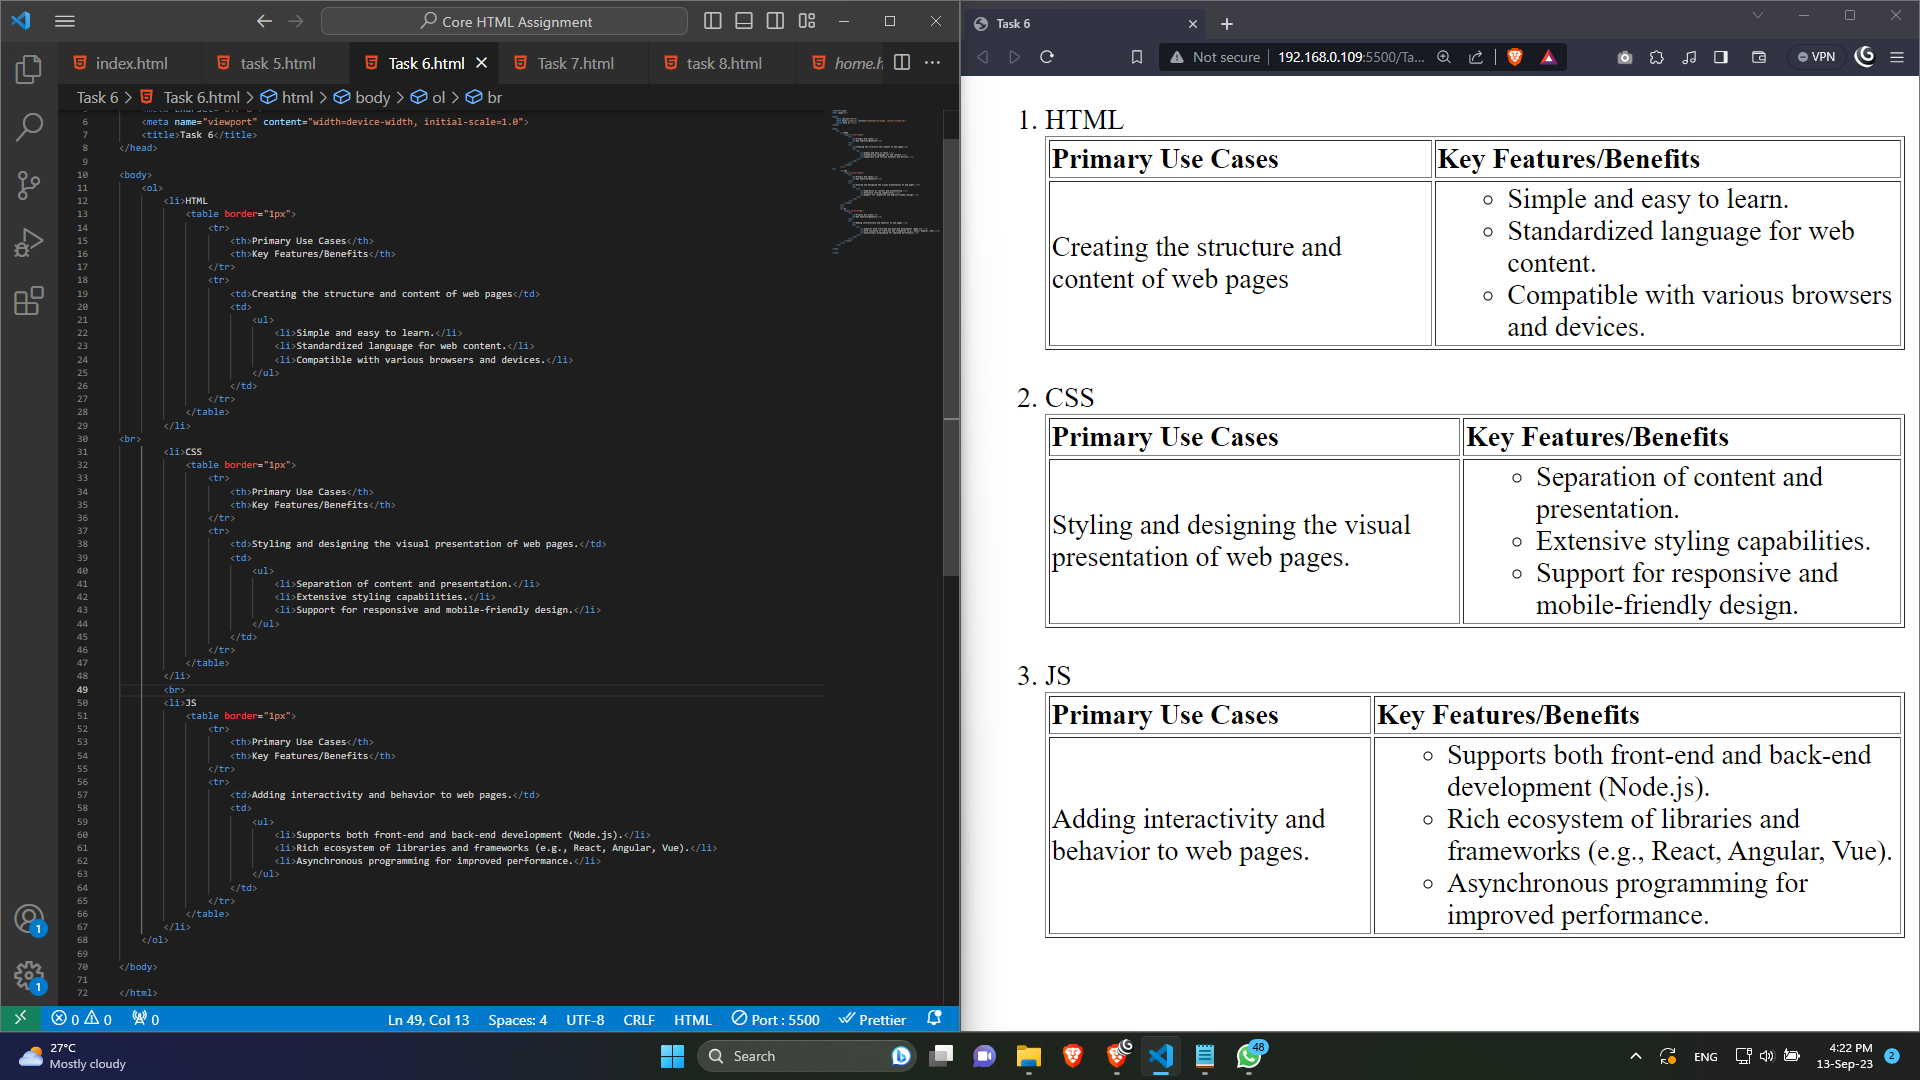 Core HTML Assignment
index.html
task 5.html
Task 6.html
Task 7.html
task 8.html
home.h
Task 6 > Task 6.html > html > body > ol > br
6 <meta name="viewport" content="width=device-width, initial-scale=1.0">
7 <title>Task 6</title>
8 </head>
9
10 <body>
11 <ol>
12 <li>HTML
13 <table border="1px">
14 <tr>
15 <th>Primary Use Cases</th>
16 <th>Key Features/Benefits</th>
17 </tr>
18 <tr>
19 <td>Creating the structure and content of web pages</td>
20 <td>
21 <ul>
22 <li>Simple and easy to learn.</li>
23 <li>Standardized language for web content.</li>
24 <li>Compatible with various browsers and devices.</li>
25 </ul>
26 </td>
27 </tr>
28 </table>
29 </li>
30 <br>
31 <li>CSS
32 <table border="1px">
33 <tr>
34 <th>Primary Use Cases</th>
35 <th>Key Features/Benefits</th>
36 </tr>
37 <tr>
38 <td>Styling and designing the visual presentation of web pages.</td>
39 <td>
40 <ul>
41 <li>Separation of content and presentation.</li>
42 <li>Extensive styling capabilities.</li>
43 <li>Support for responsive and mobile-friendly design.</li>
44 </ul>
45 </td>
46 </tr>
47 </table>
48 </li>
49 <br>
50 <li>JS
51 <table border="1px">
52 <tr>
53 <th>Primary Use Cases</th>
54 <th>Key Features/Benefits</th>
55 </tr>
56 <tr>
57 <td>Adding interactivity and behavior to web pages.</td>
58 <td>
59 <ul>
60 <li>Supports both front-end and back-end development (Node.js).</li>
61 <li>Rich ecosystem of libraries and frameworks (e.g., React, Angular, Vue).</li>
62 <li>Asynchronous programming for improved performance.</li>
63 </ul>
64 </td>
65 </tr>
66 </table>
67 </li>
68 </ol>
69
70 </body>
71
72 </html>
1
1
0 0 0
Ln 49, Col 13 Spaces: 4 UTF-8 CRLF HTML Port : 5500 Prettier
Task 6
Not secure 192.168.0.109:5500/Ta...
VPN
1. HTML
Primary Use Cases
Key Features/Benefits
Creating the structure and
content of web pages
Simple and easy to learn.
Standardized language for web
content.
Compatible with various browsers
and devices.
2. CSS
Primary Use Cases
Key Features/Benefits
Styling and designing the visual
presentation of web pages.
Separation of content and
presentation.
Extensive styling capabilities.
Support for responsive and
mobile-friendly design.
3. JS
Primary Use Cases
Key Features/Benefits
Adding interactivity and
behavior to web pages.
Supports both front-end and back-end
development (Node.js).
Rich ecosystem of libraries and
frameworks (e.g., React, Angular, Vue).
Asynchronous programming for
improved performance.
27°C
Mostly cloudy
Search
48
ENG
4:22 PM
13-Sep-23
2